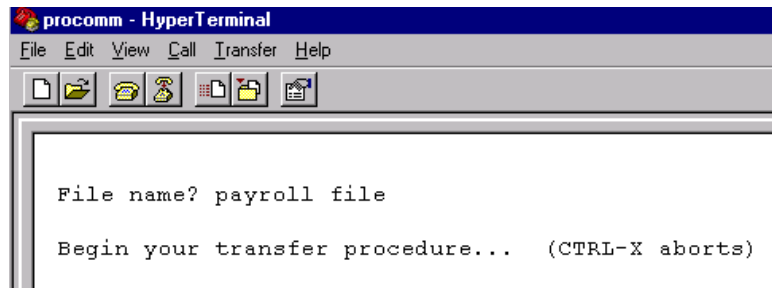 procomm - HyperTerminal
File Edit View Call Transfer Help
File name? payroll file
Begin your transfer procedure... (CTRL-X aborts)